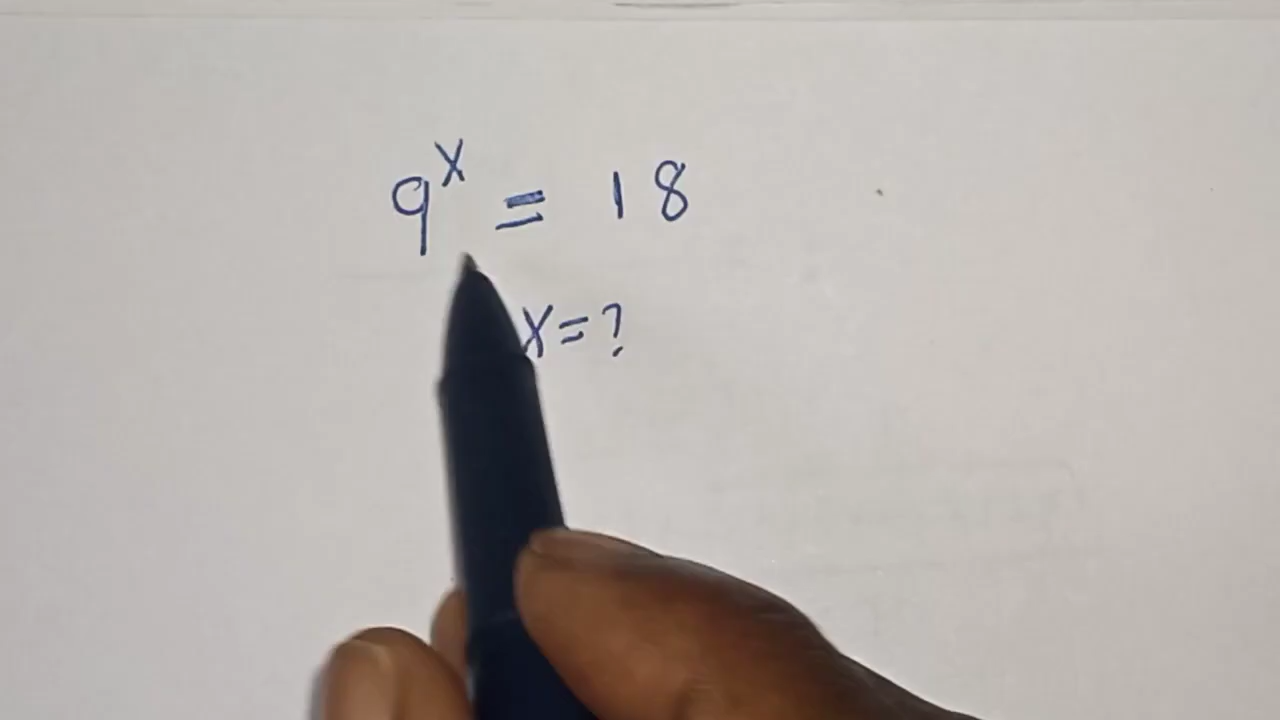 9^x = 18
x = ?